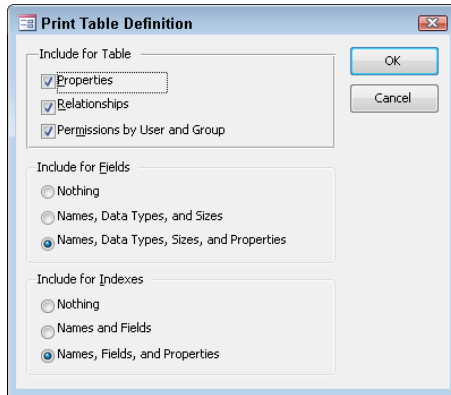 Print Table Definition
Include for Table
Properties
Relationships
Permissions by User and Group
OK
Cancel
Include for Fields
Nothing
Names, Data Types, and Sizes
Names, Data Types, Sizes, and Properties
Include for Indexes
Nothing
Names and Fields
Names, Fields, and Properties